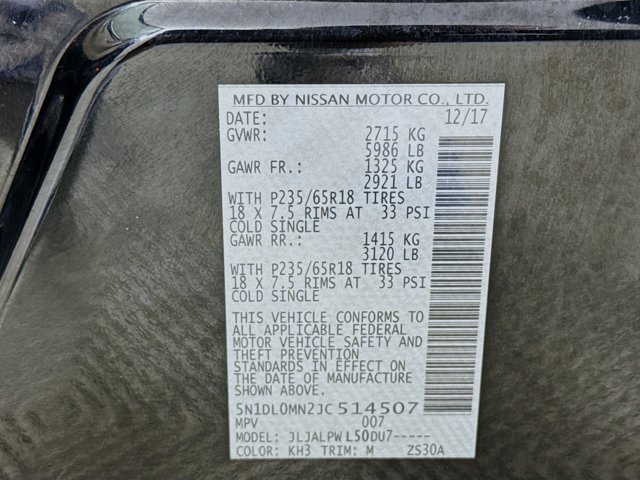 MFD BY NISSAN MOTOR CO., LTD.
DATE: 12/17
GVWR: 2715 KG
5986 LB
GAWR FR.: 1325 KG
2921 LB
WITH P235/65R18 TIRES
18 X 7.5 RIMS AT 33 PSI
COLD SINGLE
GAWR RR.: 1415 KG
3120 LB
WITH P235/65R18 TIRES
18 X 7.5 RIMS AT 33 PSI
COLD SINGLE
THIS VEHICLE CONFORMS TO
ALL APPLICABLE FEDERAL
MOTOR VEHICLE SAFETY AND
THEFT PREVENTION
STANDARDS IN EFFECT ON
THE DATE OF MANUFACTURE
SHOWN ABOVE.
5N1DL0MN2JC 514507
MPV 007
MODEL: JLJALPW L50DU7-----
COLOR: KH3 TRIM: M ZS30A